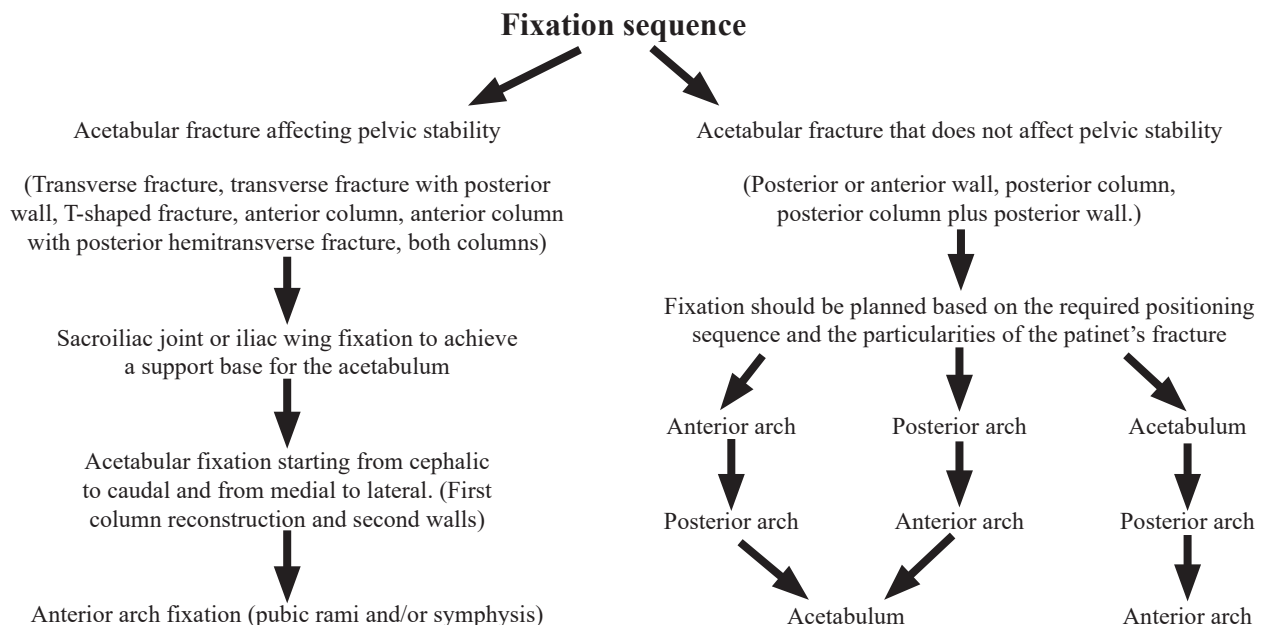 Fixation sequence
Acetabular fracture affecting pelvic stability
(Transverse fracture, transverse fracture with posterior
wall, T-shaped fracture, anterior column, anterior column
with posterior hemitransverse fracture, both columns)
Sacroiliac joint or iliac wing fixation to achieve
a support base for the acetabulum
Acetabular fixation starting from cephalic
to caudal and from medial to lateral. (First
column reconstruction and second walls)
Anterior arch fixation (pubic rami and/or symphysis)
Acetabular fracture that does not affect pelvic stability
(Posterior or anterior wall, posterior column,
posterior column plus posterior wall.)
Fixation should be planned based on the required positioning
sequence and the particularities of the patinet’s fracture
Anterior arch
Posterior arch
Acetabulum
Posterior arch
Anterior arch
Posterior arch
Acetabulum
Anterior arch